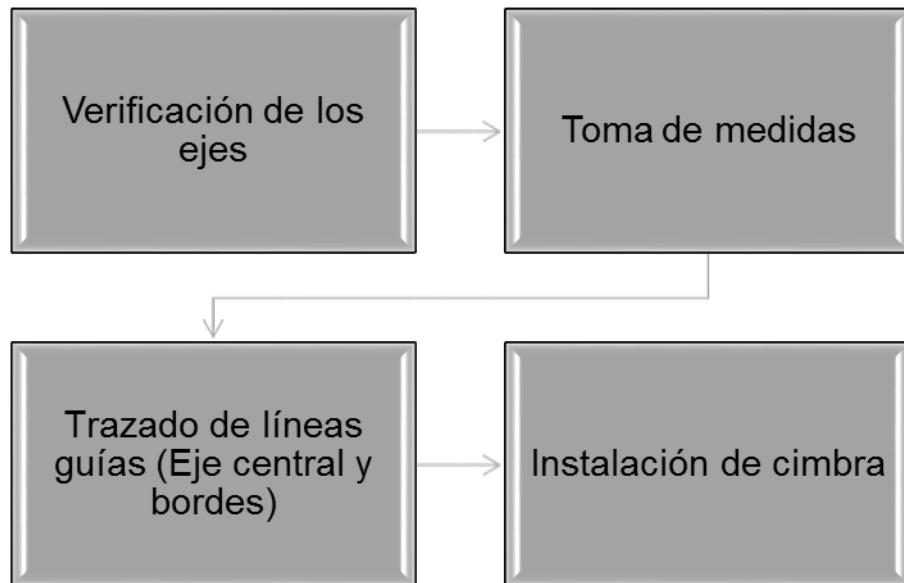 Verificación de los
ejes
Toma de medidas
Trazado de líneas
guías (Eje central y
bordes)
Instalación de cimbra